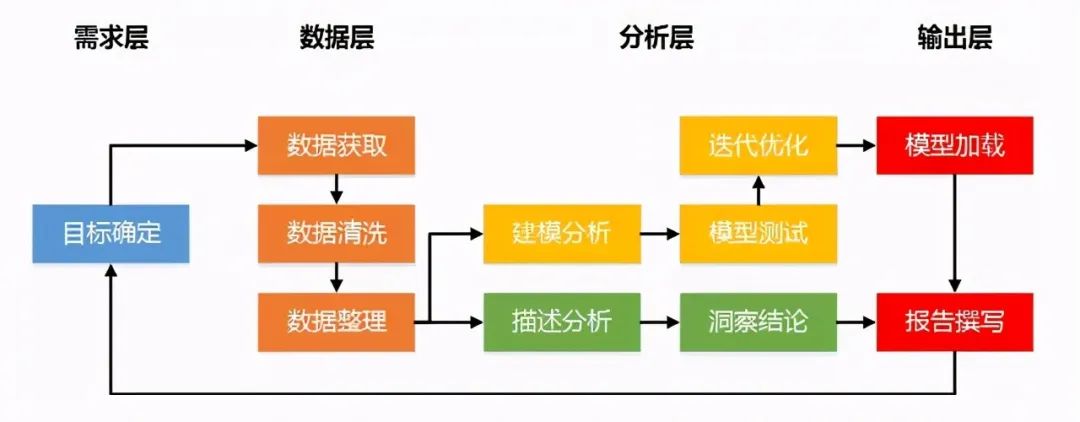 需求层
数据层
分析层
输出层
数据获取
迭代优化
模型加载
目标确定
数据清洗
建模分析
模型测试
数据整理
描述分析
洞察结论
报告撰写